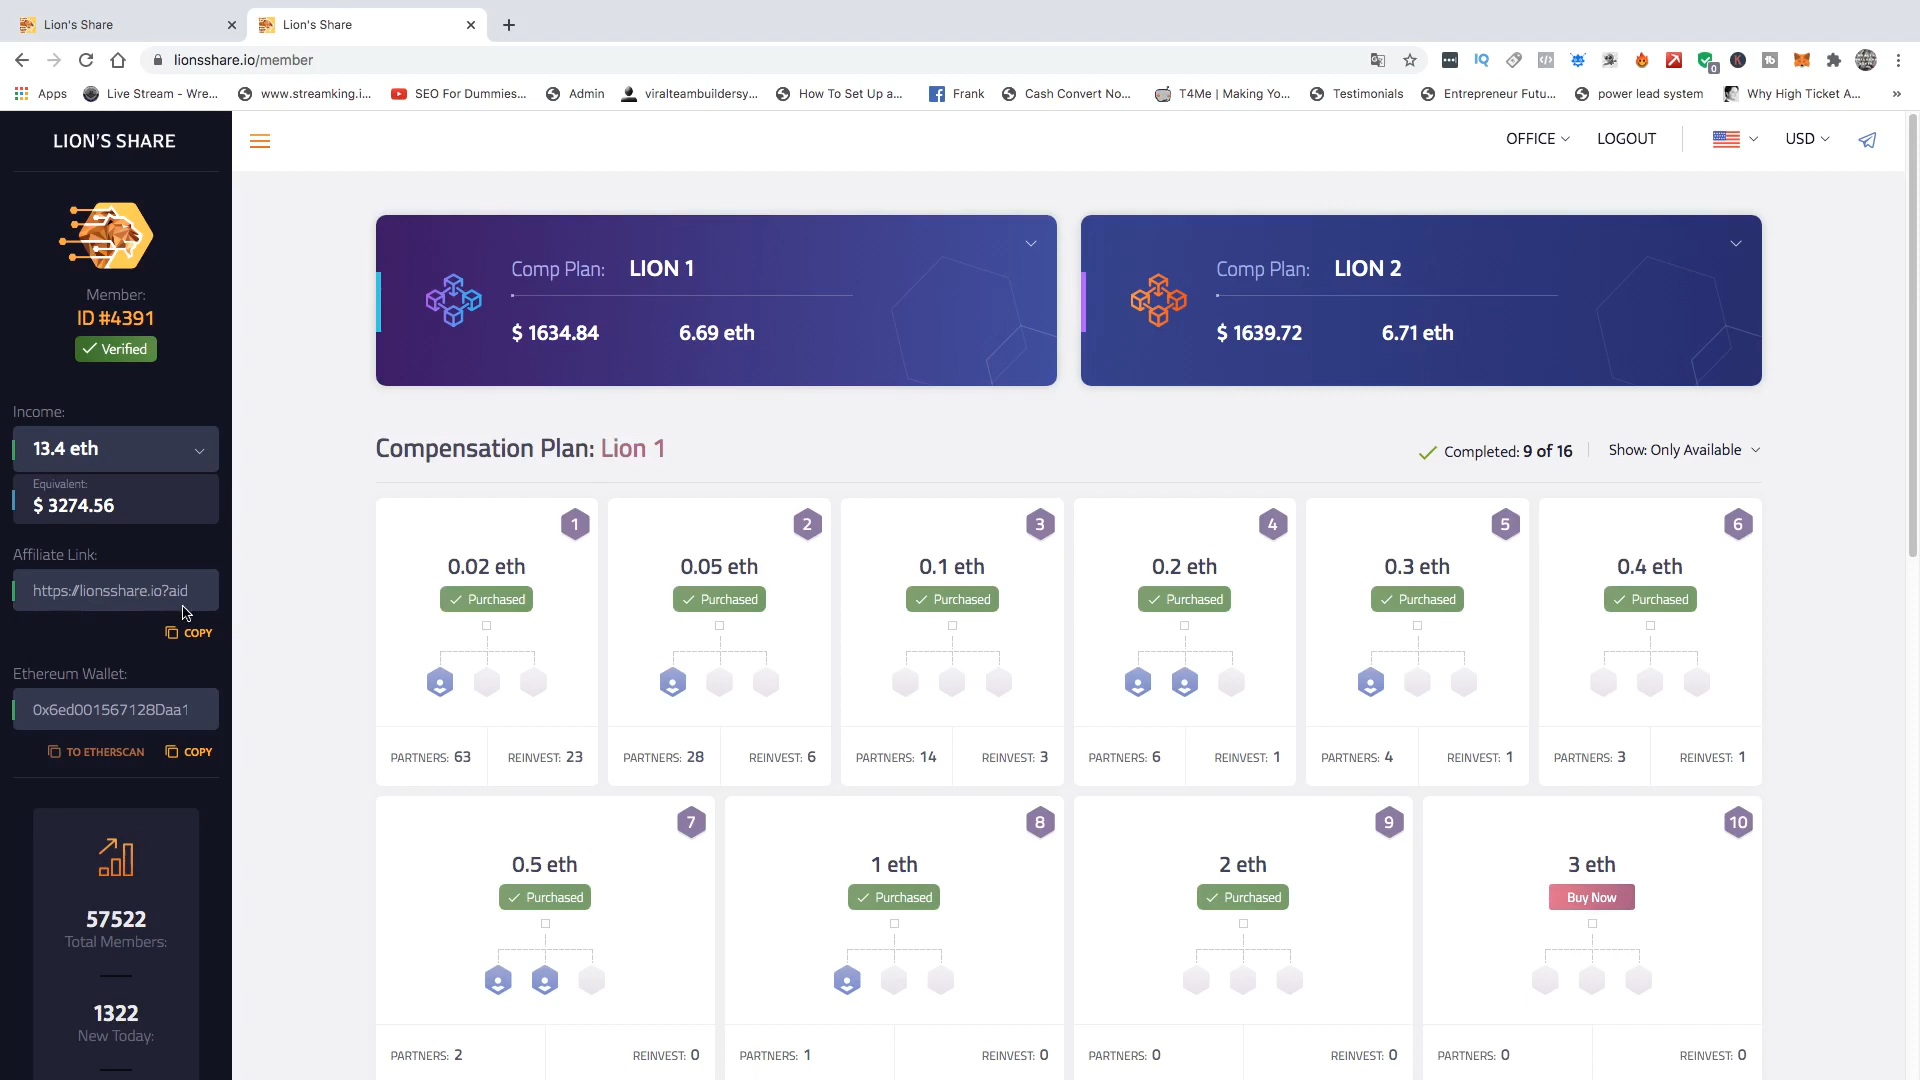 Lion's Share
Lion's Share
lionsshare.io/member
Apps
Live Stream - Wre...
www.streamking.i...
SEO For Dummies...
Admin
viralteambuildersy...
How To Set Up a...
Frank
Cash Convert No...
T4Me | Making Yo...
Testimonials
Entrepreneur Futu...
power lead system
Why High Ticket A...
LION'S SHARE
OFFICE
LOGOUT
USD
Member:
ID #4391
Verified
Income:
13.4 eth
Equivalent:
$ 3274.56
Affiliate Link:
https://lionsshare.io?aid
COPY
Ethereum Wallet:
0x6ed001567128Daa1
TO ETHERSCAN COPY
57522
Total Members:
1322
New Today:
Comp Plan: LION 1
$ 1634.84 6.69 eth
Comp Plan: LION 2
$ 1639.72 6.71 eth
Compensation Plan: Lion 1
Completed: 9 of 16
Show: Only Available
1
0.02 eth
Purchased
PARTNERS: 63 REINVEST: 23
2
0.05 eth
Purchased
PARTNERS: 28 REINVEST: 6
3
0.1 eth
Purchased
PARTNERS: 14 REINVEST: 3
4
0.2 eth
Purchased
PARTNERS: 6 REINVEST: 1
5
0.3 eth
Purchased
PARTNERS: 4 REINVEST: 1
6
0.4 eth
Purchased
PARTNERS: 3 REINVEST: 1
7
0.5 eth
Purchased
PARTNERS: 2 REINVEST: 0
8
1 eth
Purchased
PARTNERS: 1 REINVEST: 0
9
2 eth
Purchased
PARTNERS: 0 REINVEST: 0
10
3 eth
Buy Now
PARTNERS: 0 REINVEST: 0